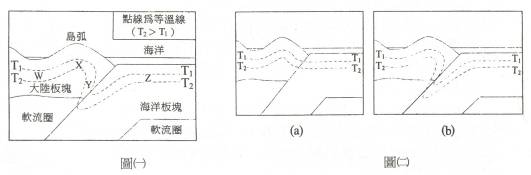 島弧
點線爲等溫線
(T₂>T₁)
海洋
T₁
T₂
W
X
Y
Z
T₁
T₂
大陸板塊
海洋板塊
軟流圈
軟流圈
圖㈠
T₁
T₂
T₁
T₂
(a)
T₁
T₂
T₁
T₂
(b)
圖㈡